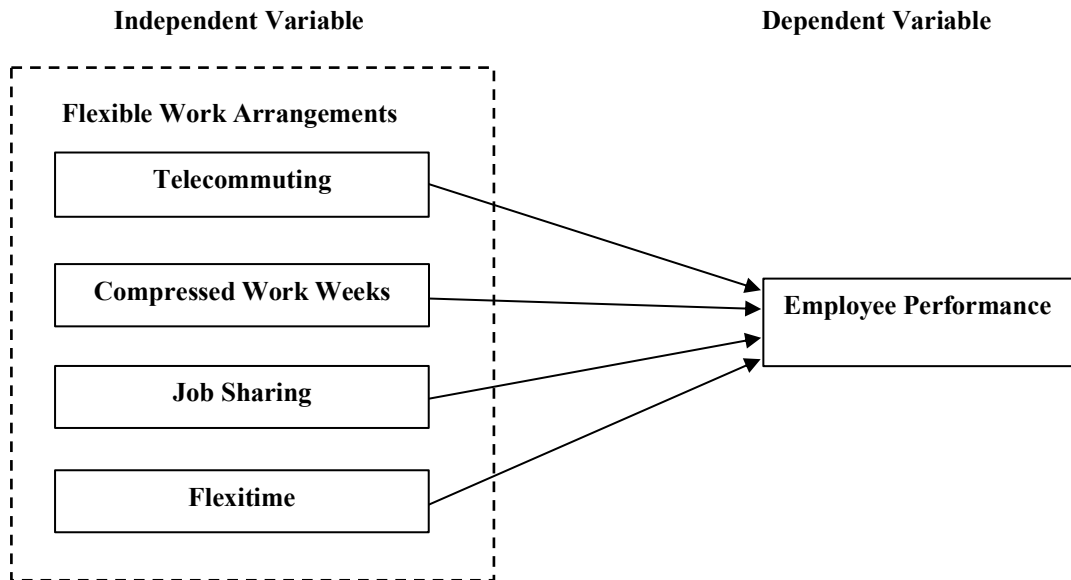 Independent Variable
Dependent Variable
Flexible Work Arrangements
Telecommuting
Compressed Work Weeks
Job Sharing
Flexitime
Employee Performance